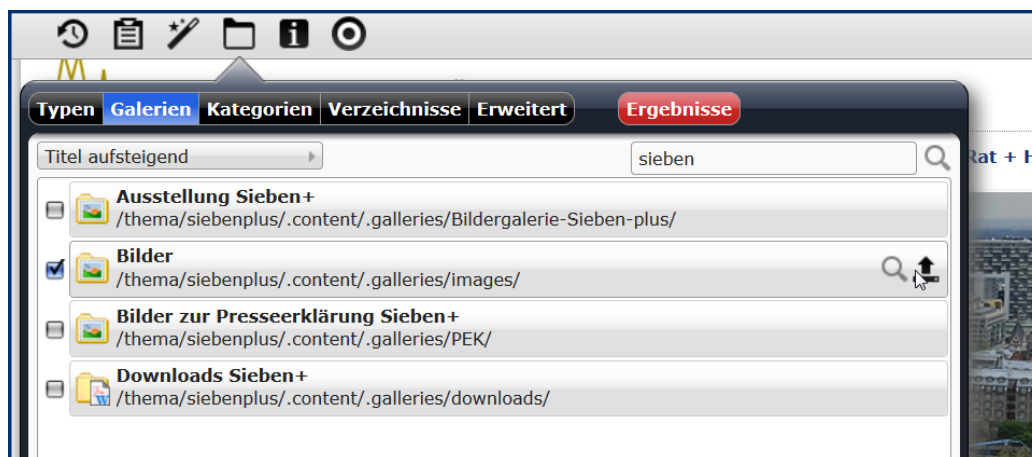 Typen Galerien Kategorien Verzeichnisse Erweitert Ergebnisse
Titel aufsteigend sieben
Rat + H
Ausstellung Sieben+
/thema/siebenplus/.content/.galleries/Bildergalerie-Sieben-plus/
Bilder
/thema/siebenplus/.content/.galleries/images/
Bilder zur Presseerklärung Sieben+
/thema/siebenplus/.content/.galleries/PEK/
Downloads Sieben+
/thema/siebenplus/.content/.galleries/downloads/